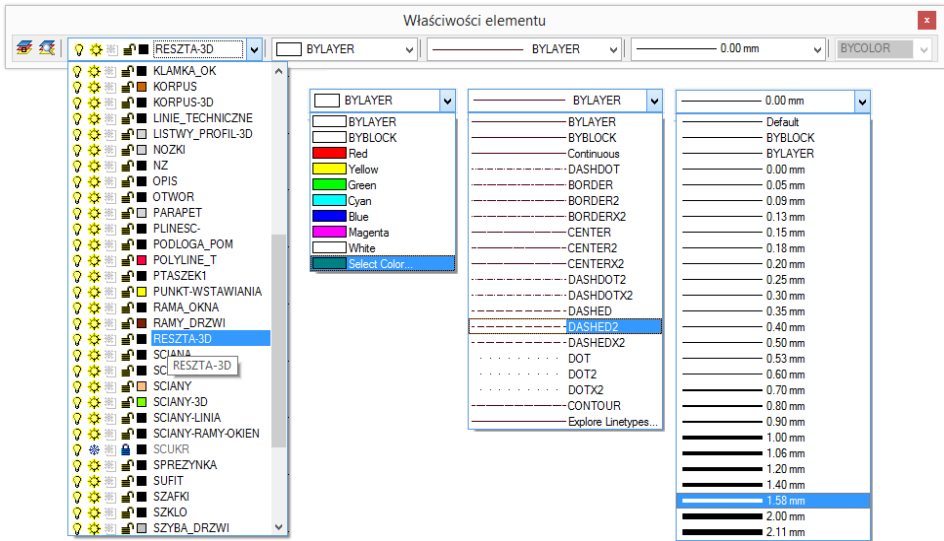 Właściwości elementu
x
RESZTA-3D BYLAYER BYLAYER 0.00 mm BYCOLOR
KLAMKA_OK
KORPUS
KORPUS-3D
LINIE_TECHNICZNE
LISTWY_PROFIL-3D
NOZKI
NZ
OPIS
OTWOR
PARAPET
PLINESC-
PODLOGA_POM
POLYLINE_T
PTASZEK1
PUNKT-WSTAWIANIA
RAMA_OKNA
RAMY_DRZWI
RESZTA-3D
SCIANA
RESZTA-3D
SC
SCIANY
SCIANY-3D
SCIANY-LINIA
SCIANY-RAMY-OKIEN
SCUKR
SPREZYNKA
SUFIT
SZAFKI
SZKLO
SZYBA_DRZWI
BYLAYER
BYLAYER
BYBLOCK
Red
Yellow
Green
Cyan
Blue
Magenta
White
Select Color...
BYLAYER
BYLAYER
BYBLOCK
Continuous
DASHDOT
BORDER
BORDER2
BORDERX2
CENTER
CENTER2
CENTERX2
DASHDOT2
DASHDOTX2
DASHED
DASHED2
DASHEDX2
DOT
DOT2
DOTX2
CONTOUR
Explore Linetypes...
0.00 mm
Default
BYBLOCK
BYLAYER
0.00 mm
0.05 mm
0.09 mm
0.13 mm
0.15 mm
0.18 mm
0.20 mm
0.25 mm
0.30 mm
0.35 mm
0.40 mm
0.50 mm
0.53 mm
0.60 mm
0.70 mm
0.80 mm
0.90 mm
1.00 mm
1.06 mm
1.20 mm
1.40 mm
1.58 mm
2.00 mm
2.11 mm